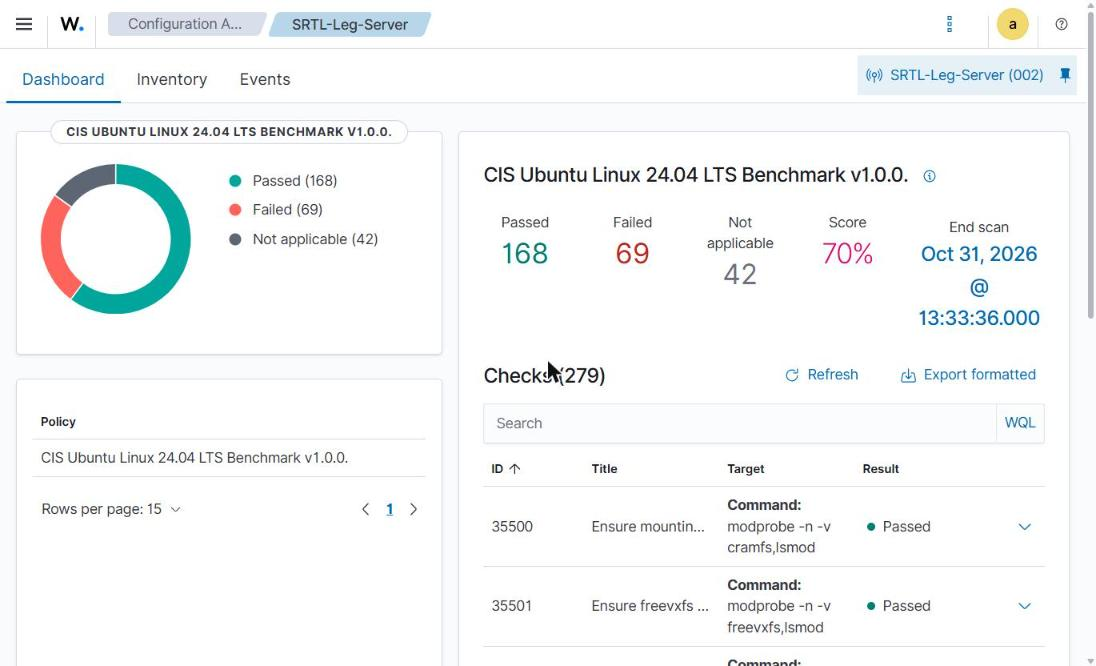 W.
Configuration A...
SRTL-Leg-Server
a
Dashboard
Inventory
Events
SRTL-Leg-Server (002)
CIS UBUNTU LINUX 24.04 LTS BENCHMARK V1.0.0.
Passed (168)
Failed (69)
Not applicable (42)
Policy
CIS Ubuntu Linux 24.04 LTS Benchmark v1.0.0.
Rows per page: 15
1
CIS Ubuntu Linux 24.04 LTS Benchmark v1.0.0.
Passed
168
Failed
69
Not
applicable
42
Score
70%
End scan
Oct 31, 2026
@
13:33:36.000
Checks (279)
Refresh
Export formatted
Search
WQL
ID Title Target Result
35500 Ensure mountin... Command:
modprobe -n -v
cramfs,lsmod
Passed
35501 Ensure freevxfs ... Command:
modprobe -n -v
freevxfs,lsmod
Passed
Command: